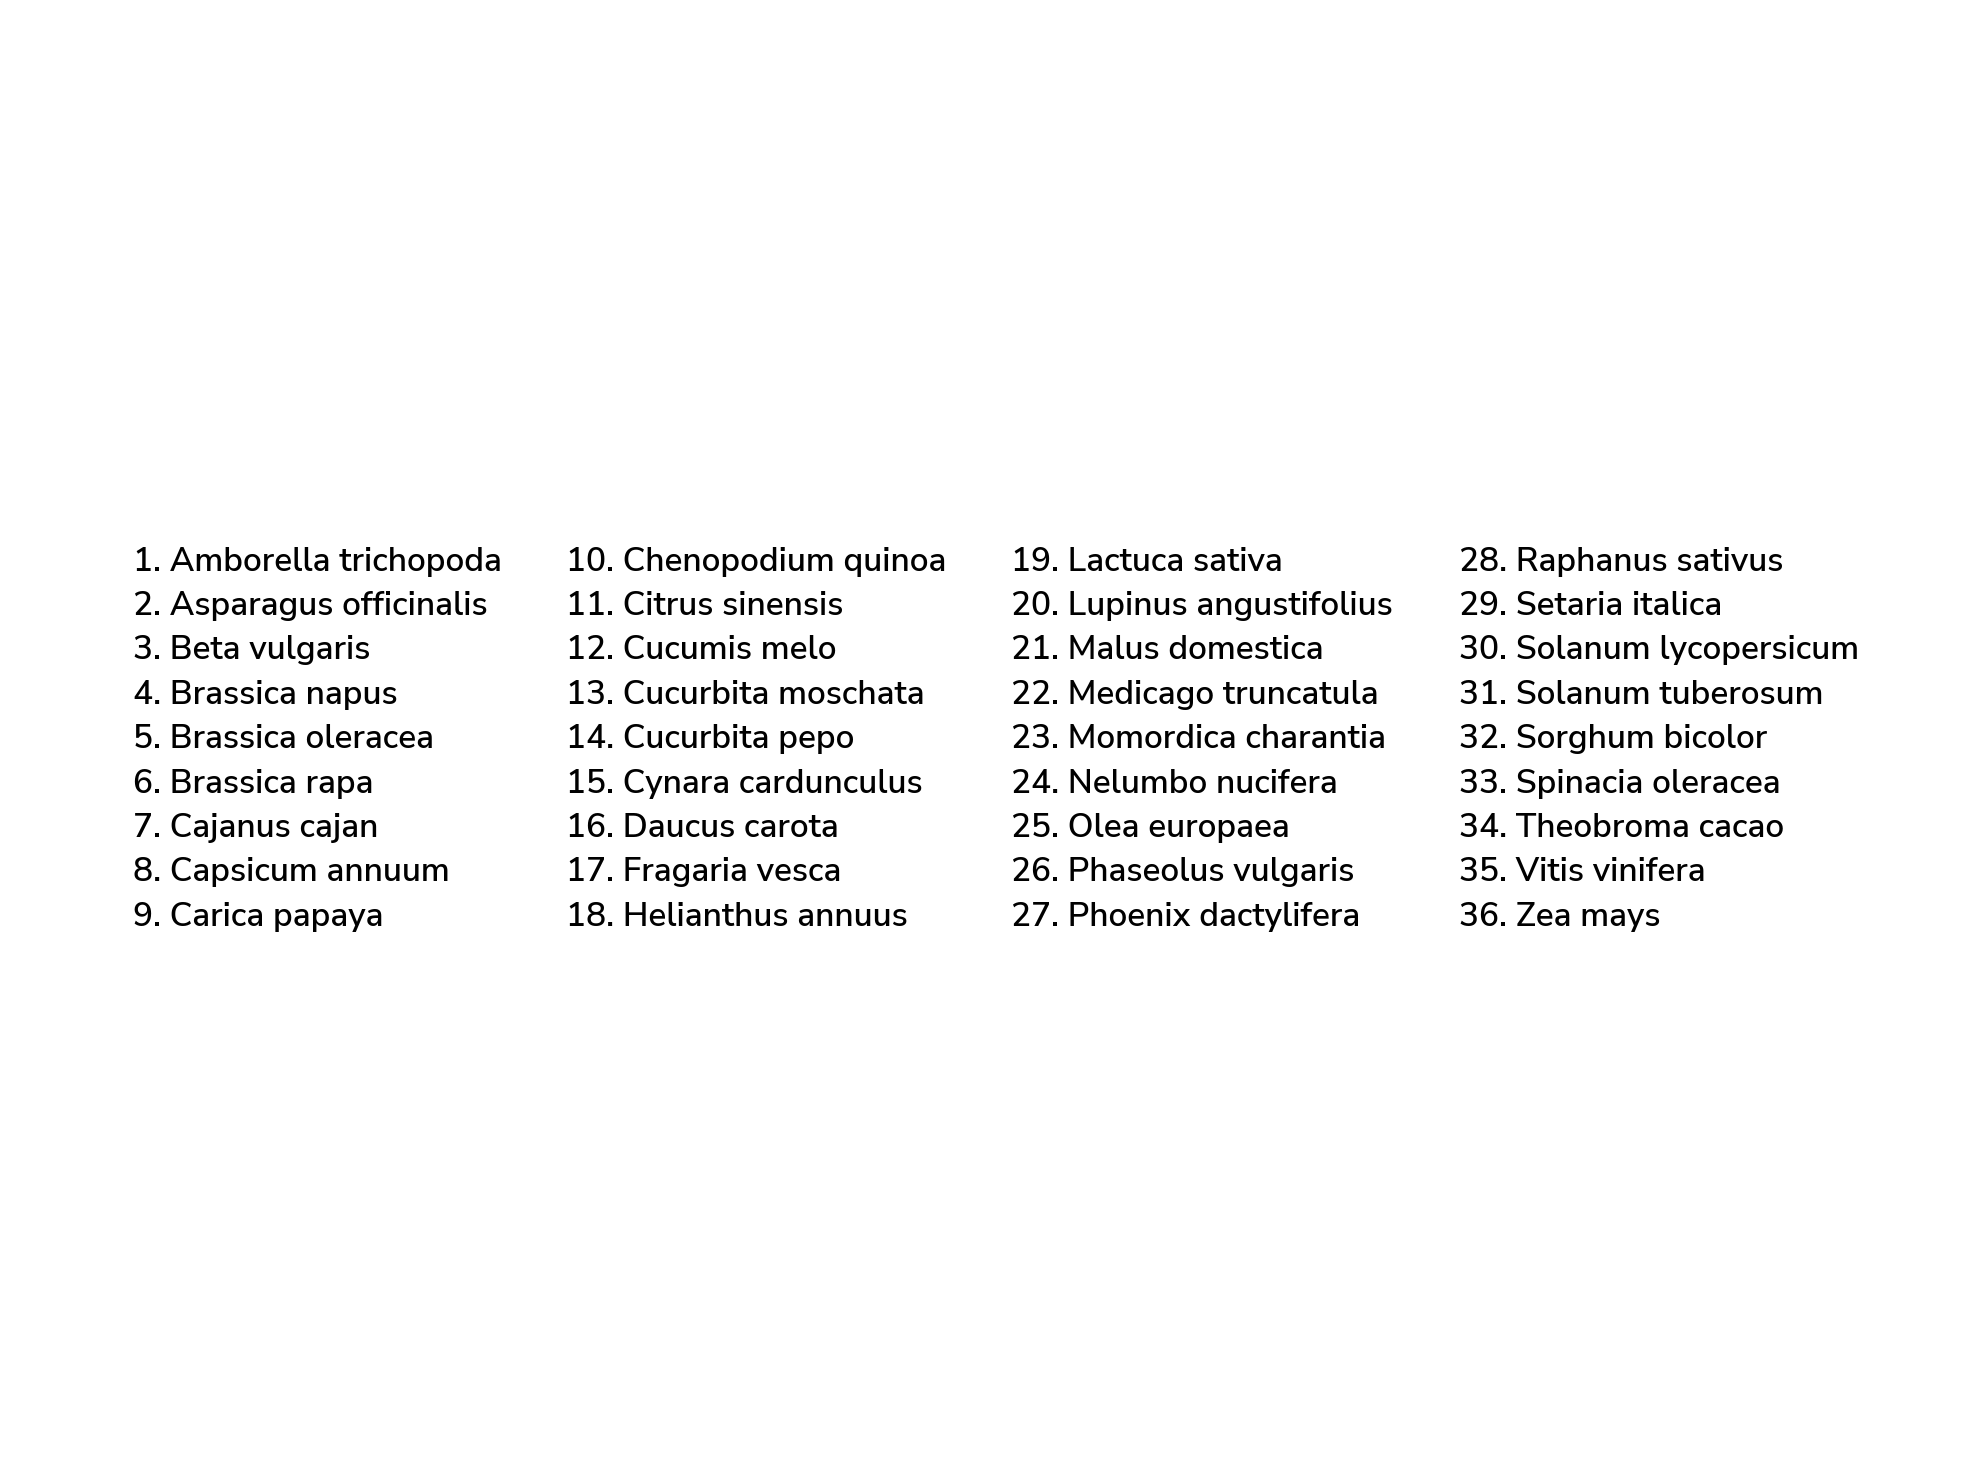 1. Amborella trichopoda
2. Asparagus officinalis
3. Beta vulgaris
4. Brassica napus
5. Brassica oleracea
6. Brassica rapa
7. Cajanus cajan
8. Capsicum annuum
9. Carica papaya
10. Chenopodium quinoa
11. Citrus sinensis
12. Cucumis melo
13. Cucurbita moschata
14. Cucurbita pepo
15. Cynara cardunculus
16. Daucus carota
17. Fragaria vesca
18. Helianthus annuus
19. Lactuca sativa
20. Lupinus angustifolius
21. Malus domestica
22. Medicago truncatula
23. Momordica charantia
24. Nelumbo nucifera
25. Olea europaea
26. Phaseolus vulgaris
27. Phoenix dactylifera
28. Raphanus sativus
29. Setaria italica
30. Solanum lycopersicum
31. Solanum tuberosum
32. Sorghum bicolor
33. Spinacia oleracea
34. Theobroma cacao
35. Vitis vinifera
36. Zea mays